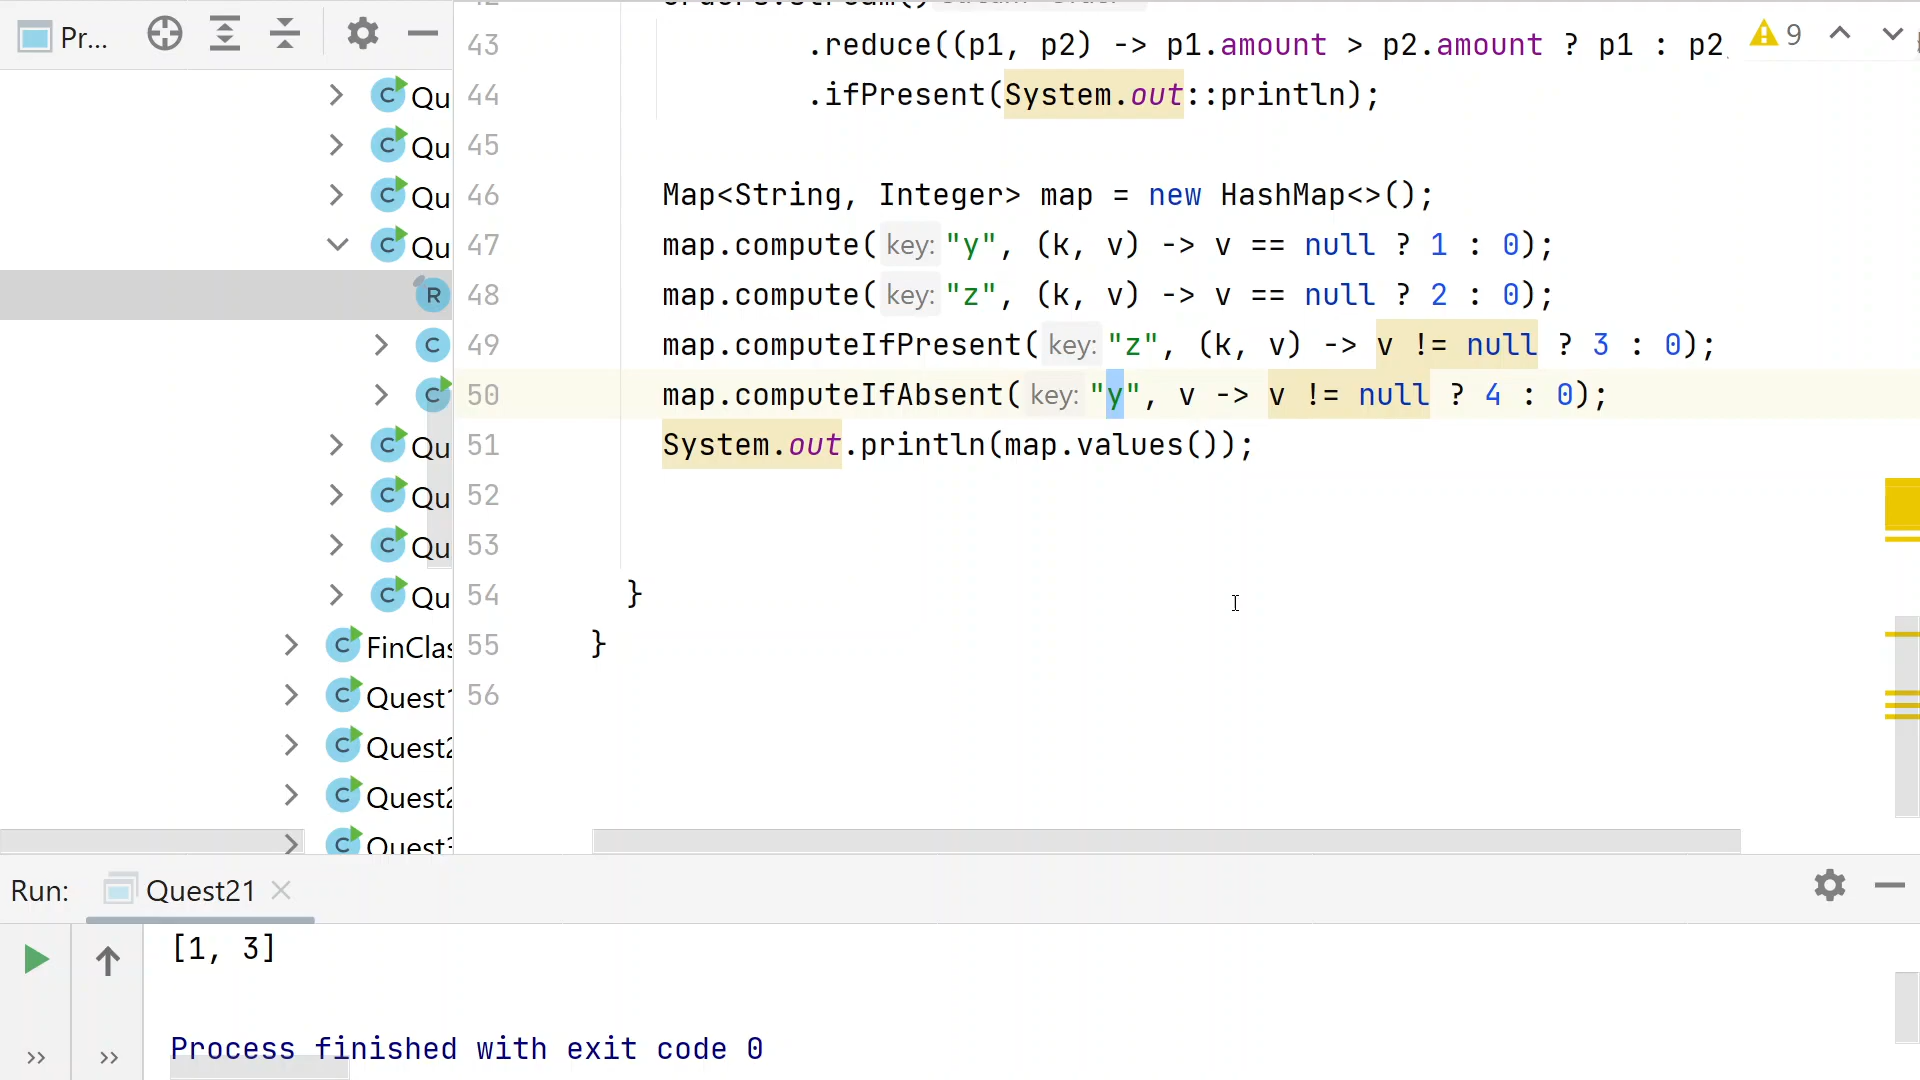 Pr...
Qu
Qu
Qu
Qu
R
C
C
Qu
Qu
Qu
Qu
FinClas
Quest
Quest2
Quest2
Quest
43 .reduce((p1, p2) -> p1.amount > p2.amount ? p1 : p2
9
44 .ifPresent(System.out::println);
45
46 Map<String, Integer> map = new HashMap<>();
47 map.compute( key: "y", (k, v) -> v == null ? 1 : 0);
48 map.compute( key: "z", (k, v) -> v == null ? 2 : 0);
49 map.computeIfPresent( key: "z", (k, v) -> v != null ? 3 : 0);
50 map.computeIfAbsent( key: "y", v -> v != null ? 4 : 0);
51 System.out.println(map.values());
52
53
54 }
55 }
56
Run: Quest21
[1, 3]
Process finished with exit code 0